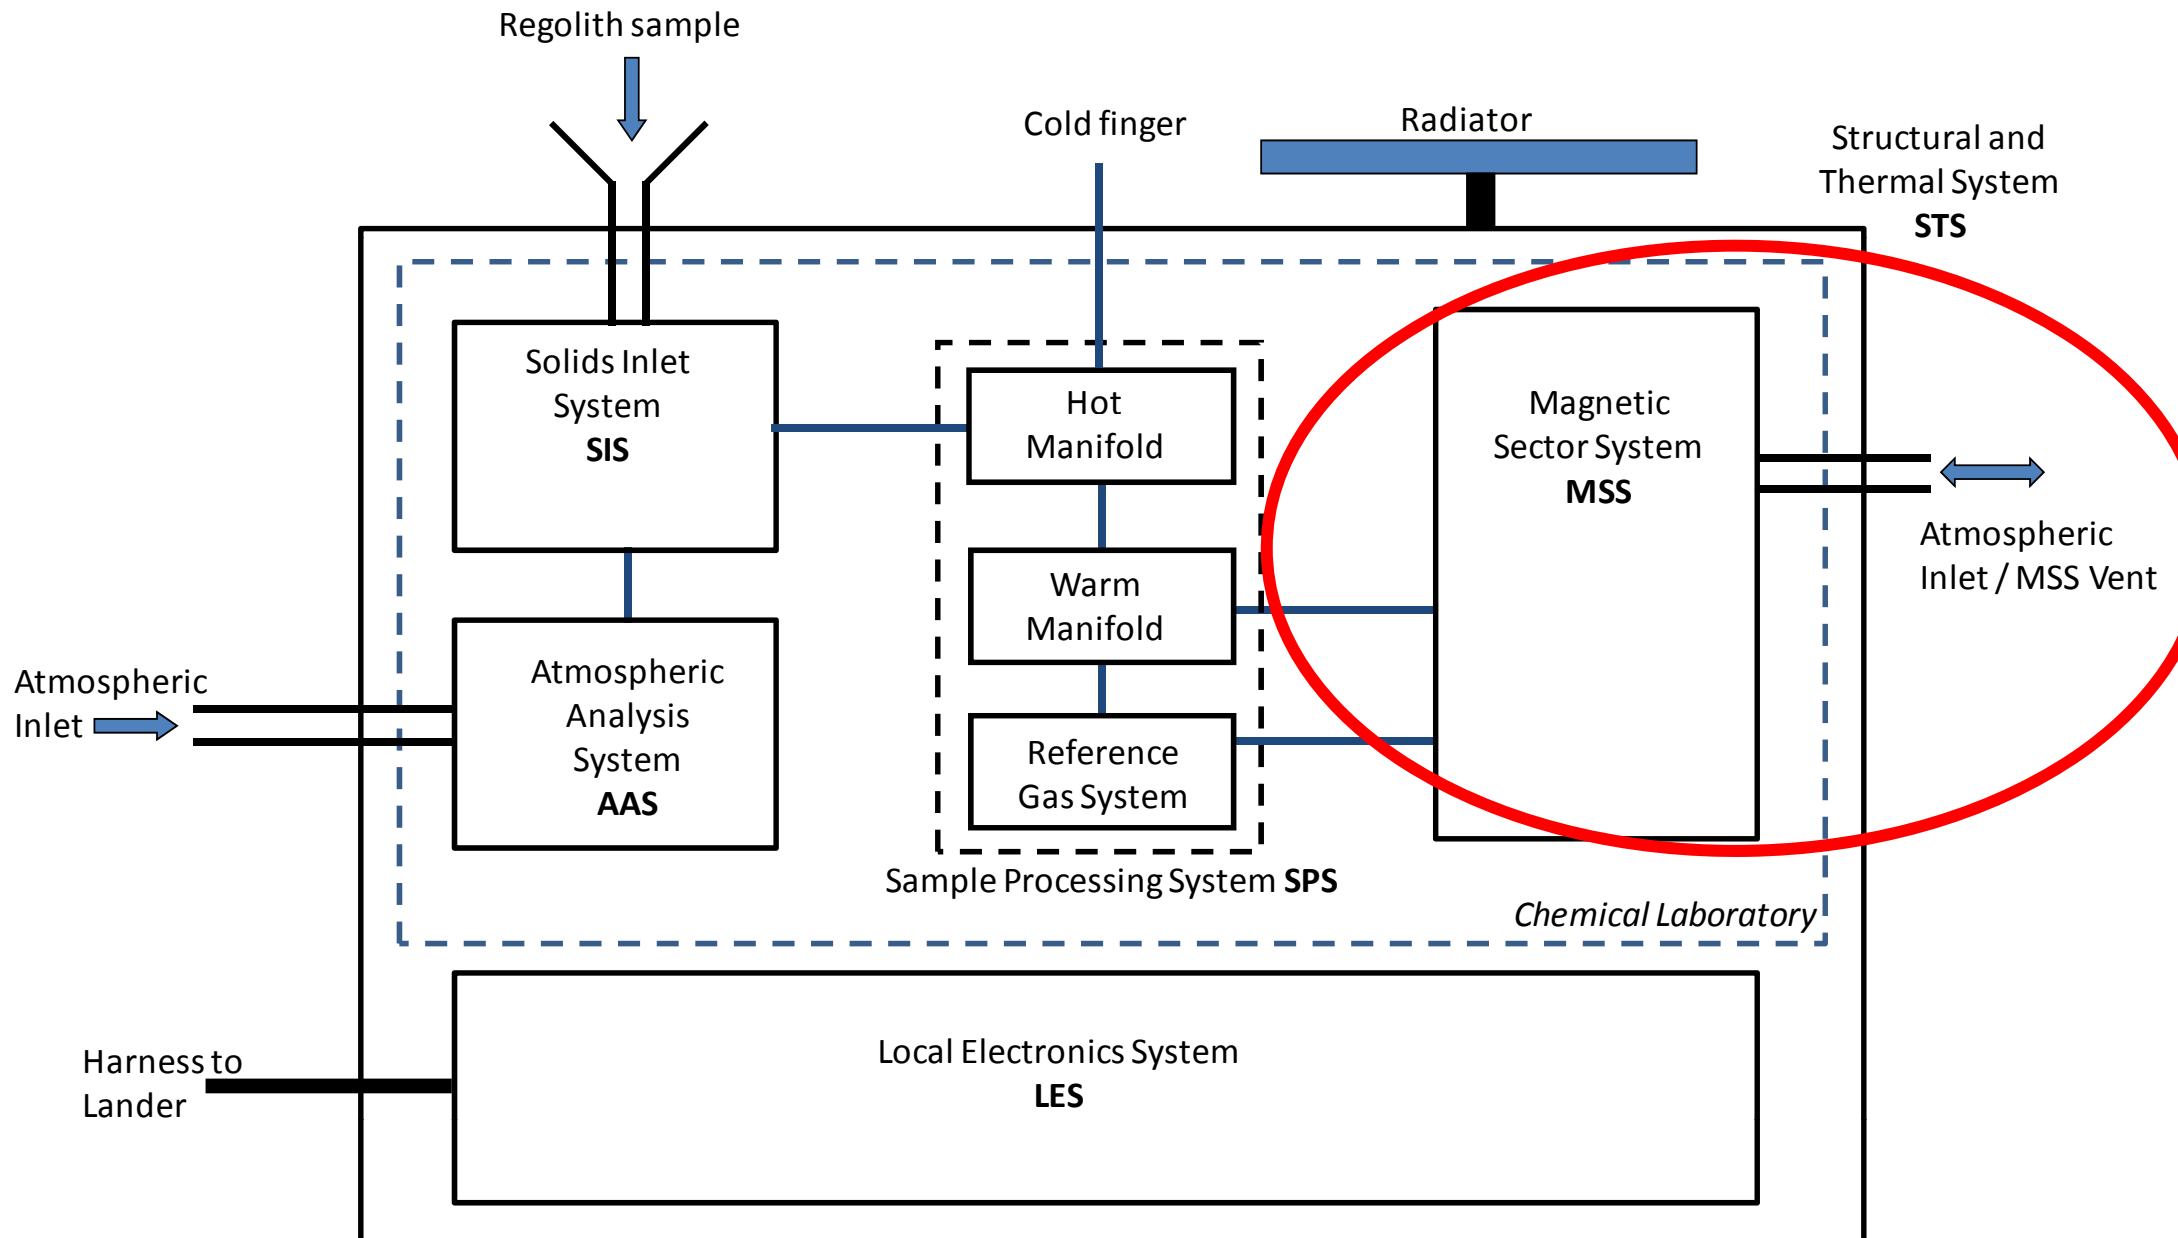 Regolith sample
Cold finger
Radiator
Structural and
Thermal System
STS
Solids Inlet
System
SIS
Hot
Manifold
Magnetic
Sector System
MSS
Atmospheric
Inlet / MSS Vent
Warm
Manifold
Atmospheric
Inlet
Atmospheric
Analysis
System
AAS
Reference
Gas System
Sample Processing System SPS
Chemical Laboratory
Local Electronics System
LES
Harness to
Lander